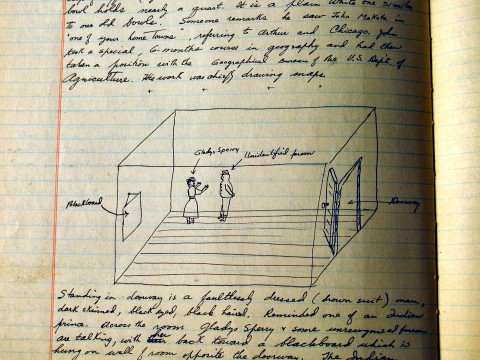 bowl holds nearly a quart. It is a plain white one similar
to our old bowls. Someone remarks he saw John McKota in
"one of your home towns", referring to Arthur and Chicago. John
took a special, 6-months course in geography and had then
taken a position with the Geographical Bureau of the U.S. Dept. of
Agriculture. His work was chiefly drawing maps.
Gladys Sperry
Unidentified person
Blackboard
Doorway
Standing in doorway is a faultlessly dressed (brown suit) man,
dark skinned, black eyed, black haired. Reminded one of an Indian
prince. Across the room Gladys Sperry & some unrecognized person
are talking, with her back toward a blackboard which is
hung on wall of room opposite the doorway. The Indian